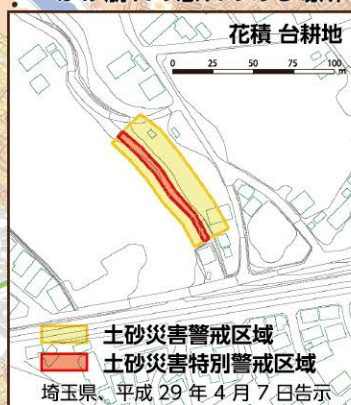 花積 台耕地
0 25 50 75 100
m
土砂災害警戒区域
土砂災害特別警戒区域
埼玉県、平成 29 年 4 月 7 日告示